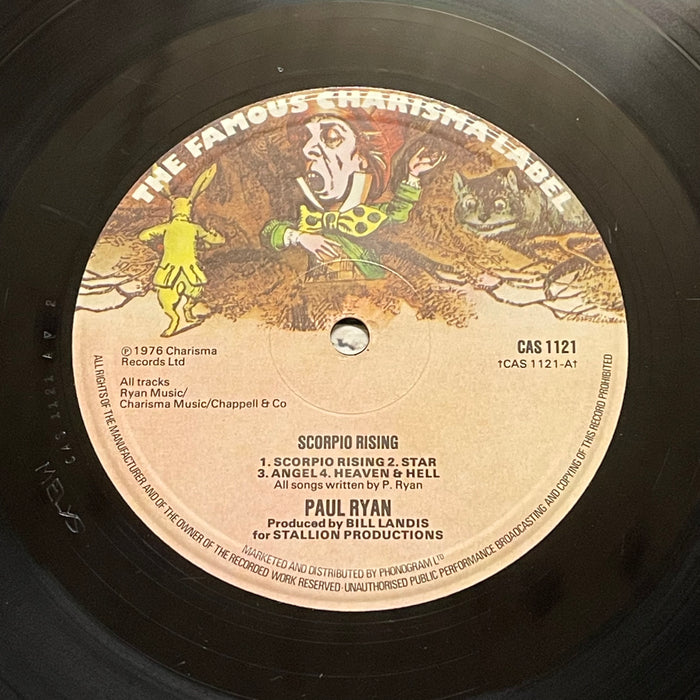 THE FAMOUS CHARISMA LABEL
℗ 1976 Charisma
Records Ltd
All tracks
Ryan Music/
Charisma Music/Chappell & Co
CAS 1121
†CAS 1121-A†
SCORPIO RISING
1. SCORPIO RISING 2. STAR
3. ANGEL 4. HEAVEN & HELL
All songs written by P. Ryan
PAUL RYAN
Produced by BILL LANDIS
for STALLION PRODUCTIONS
MARKETED AND DISTRIBUTED BY PHONOGRAM LTD
ALL RIGHTS OF THE MANUFACTURER AND OF THE OWNER OF THE RECORDED WORK RESERVED · UNAUTHORISED PUBLIC PERFORMANCE BROADCASTING AND COPYING OF THIS RECORD PROHIBITED
CAS 1121 A